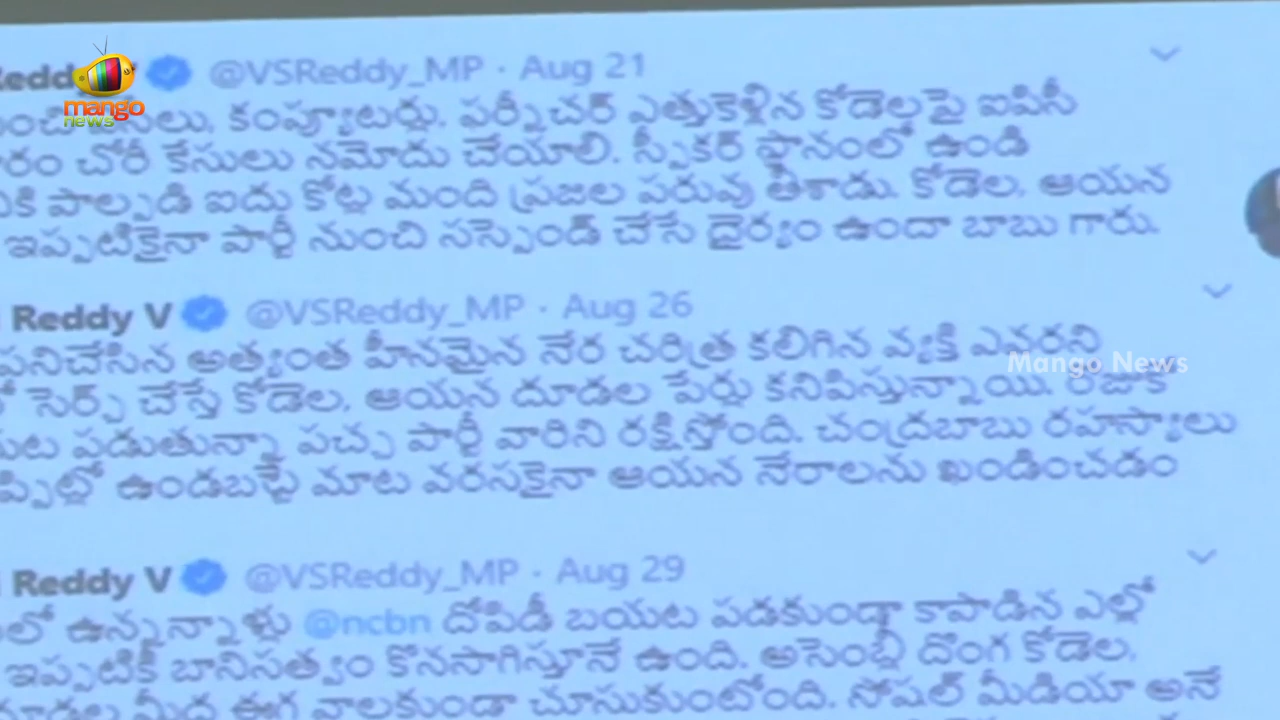 Reddy @VSReddy_MP · Aug 21
కంప్యూటర్లు, ఫర్నీచర్ ఎత్తుకెళ్లిన కోడెలపై ఐపిసీ
చోరీ కేసులు నమోదు చేయాలి. స్పీకర్ స్థానంలో ఉండి
పాల్పడి ఐదు కోట్ల మంది ప్రజల పరువు తీశాడు. కోడెల, ఆయన
ఇప్పటికైనా పార్టీ నుంచి సస్పెండ్ చేసే ధైర్యం ఉందా బాబు గారు.
Reddy V @VSReddy_MP · Aug 26
పనిచేసిన అత్యంత హీనమైన నేర చరిత్ర కలిగిన వ్యక్తి ఎవరని
సెర్చ్ చేస్తే కోడెల, ఆయన దూడల పేర్లు కనిపిస్తున్నాయి.
పడుతున్నా పచ్చ పార్టీ వారిని రక్షిస్తోంది. చంద్రబాబు రహస్యాలు
ఉండబట్టే మాట వరసకైనా ఆయన నేరాలను ఖండించడం
Reddy V @VSReddy_MP · Aug 29
ఉన్నన్నాళ్లు @ncbn దోపిడీ బయట పడకుండా కాపాడిన ఎల్లో
ఇప్పటికీ బానిసత్వం కొనసాగిస్తూనే ఉంది. అసెంబ్లీ దొంగ కోడెల,
మీద ఈగ వాలకుండా చూసుకుంటోంది. సోషల్ మీడియా అనే
mango
news
Mango News